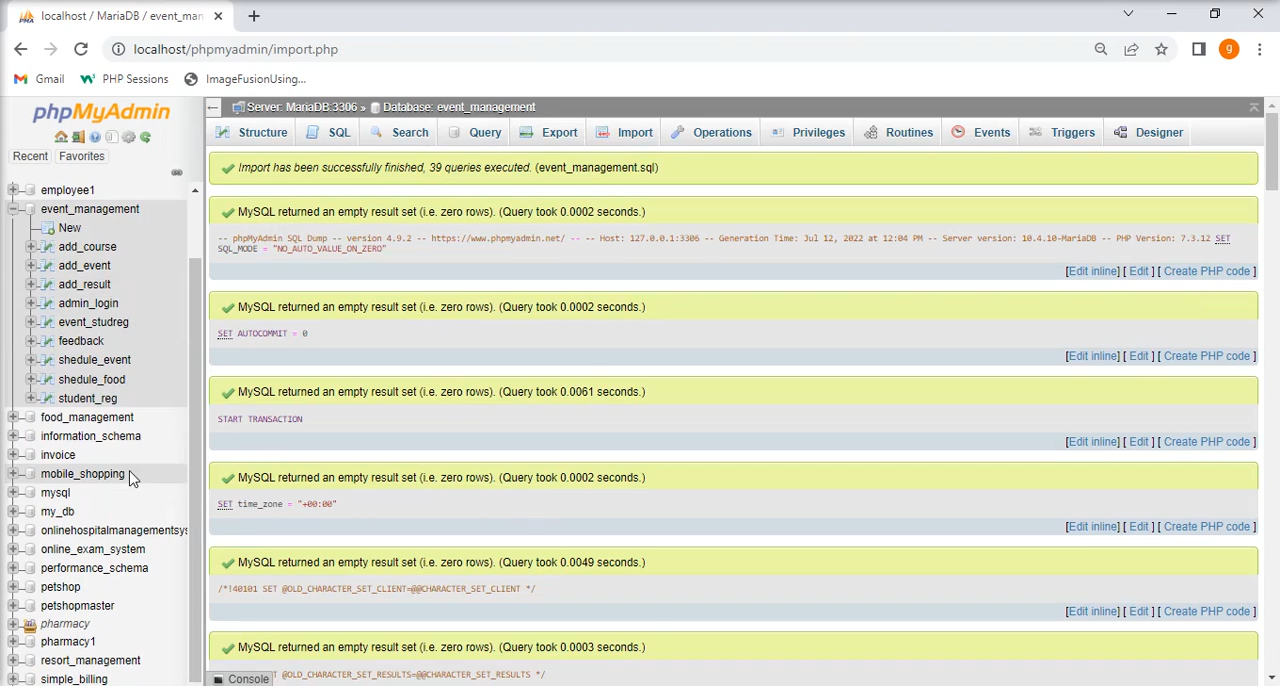 localhost / MariaDB / event_man
localhost/phpmyadmin/import.php
g
Gmail
PHP Sessions
ImageFusionUsing...
phpMyAdmin
Recent
Favorites
employee1
event_management
New
add_course
add_event
add_result
admin_login
event_studreg
feedback
shedule_event
shedule_food
student_reg
food_management
information_schema
invoice
mobile_shopping
mysql
my_db
onlinehospitalmanagementsys
online_exam_system
performance_schema
petshop
petshopmaster
pharmacy
pharmacy1
resort_management
simple_billing
Server: MariaDB:3306 » Database: event_management
Structure SQL Search Query Export Import Operations Privileges Routines Events Triggers Designer
Import has been successfully finished, 39 queries executed. (event_management.sql)
MySQL returned an empty result set (i.e. zero rows). (Query took 0.0002 seconds.)
-- phpMyAdmin SQL Dump -- version 4.9.2 -- https://www.phpmyadmin.net/ -- -- Host: 127.0.0.1:3306 -- Generation Time: Jul 12, 2022 at 12:04 PM -- Server version: 10.4.10-MariaDB -- PHP Version: 7.3.12 SET
SQL_MODE = "NO_AUTO_VALUE_ON_ZERO"
[Edit inline] [ Edit ] [ Create PHP code ]
MySQL returned an empty result set (i.e. zero rows). (Query took 0.0002 seconds.)
SET AUTOCOMMIT = 0
[Edit inline] [ Edit ] [ Create PHP code ]
MySQL returned an empty result set (i.e. zero rows). (Query took 0.0061 seconds.)
START TRANSACTION
[Edit inline] [ Edit ] [ Create PHP code ]
MySQL returned an empty result set (i.e. zero rows). (Query took 0.0002 seconds.)
SET time_zone = "+00:00"
[Edit inline] [ Edit ] [ Create PHP code ]
MySQL returned an empty result set (i.e. zero rows). (Query took 0.0049 seconds.)
/*!40101 SET @OLD_CHARACTER_SET_CLIENT=@@CHARACTER_SET_CLIENT */
[Edit inline] [ Edit ] [ Create PHP code ]
MySQL returned an empty result set (i.e. zero rows). (Query took 0.0003 seconds.)
T @OLD_CHARACTER_SET_RESULTS=@@CHARACTER_SET_RESULTS */
Console